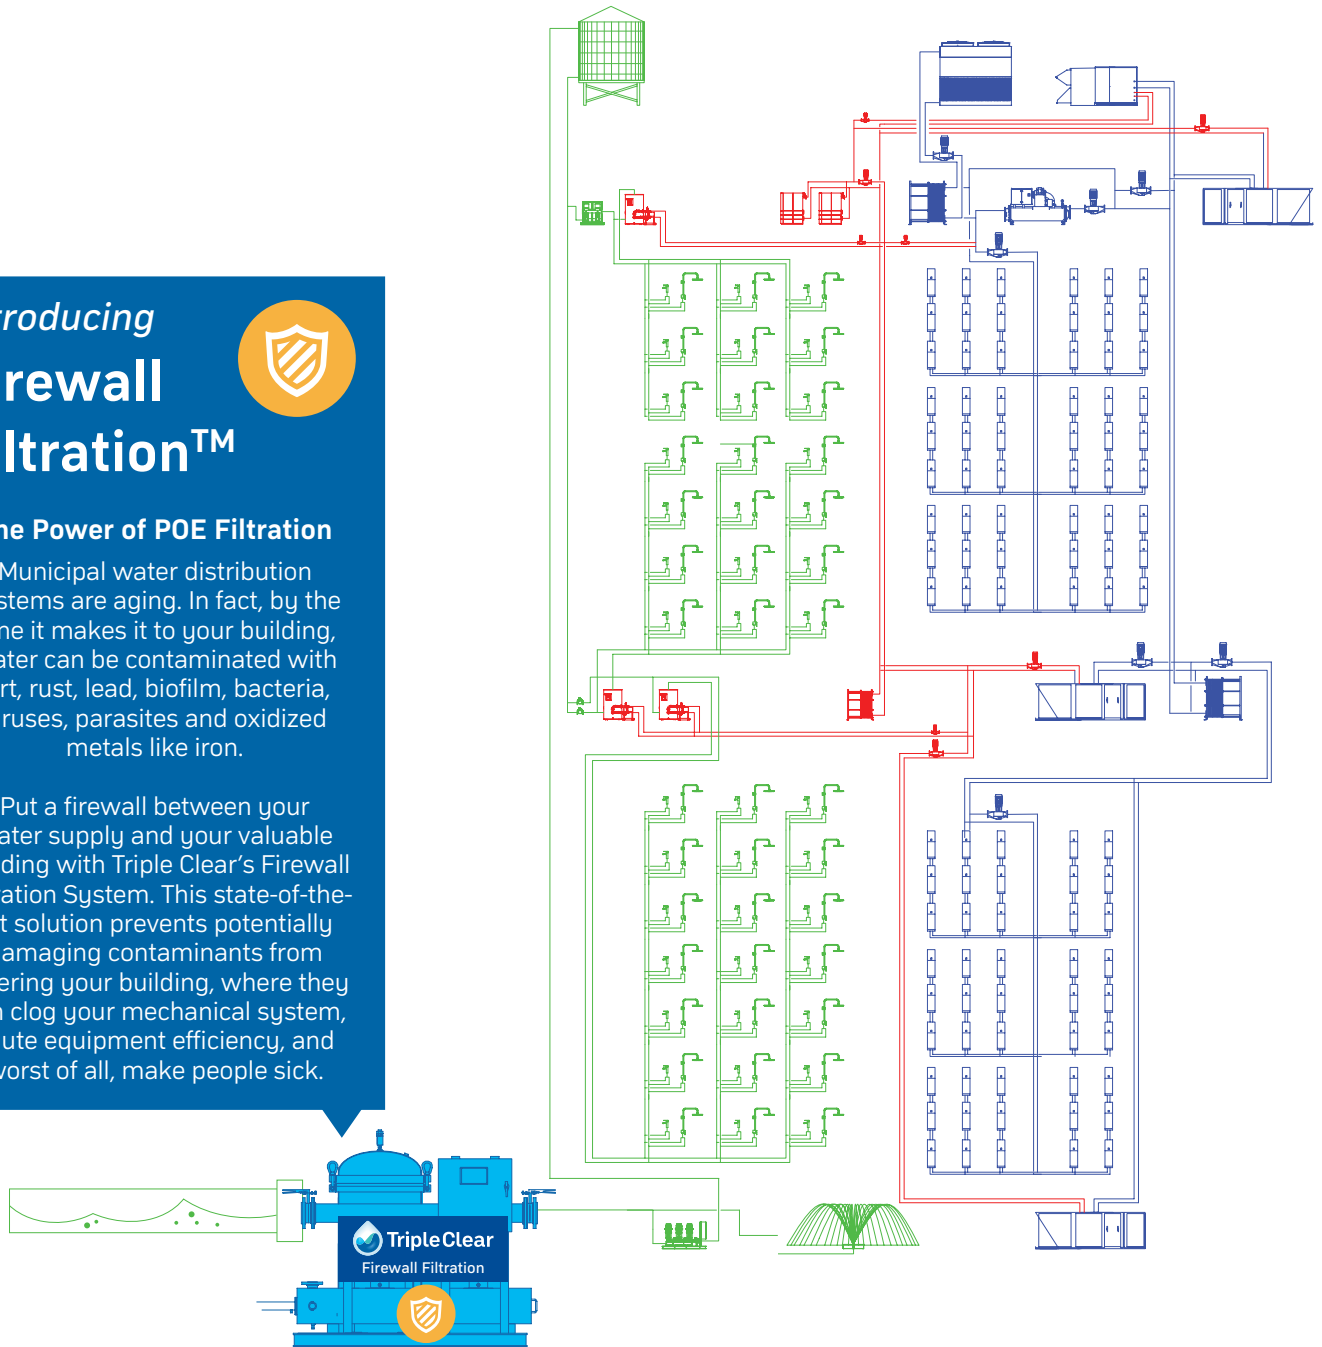 troducing
rewall
ltration™
ne Power of POE Filtration
Municipal water distribution
stems are aging. In fact, by the
me it makes it to your building,
ater can be contaminated with
rt, rust, lead, biofilm, bacteria,
ruses, parasites and oxidized
metals like iron.
Put a firewall between your
ater supply and your valuable
ding with Triple Clear’s Firewall
ration System. This state-of-the-
t solution prevents potentially
amaging contaminants from
ering your building, where they
n clog your mechanical system,
ute equipment efficiency, and
worst of all, make people sick.
TripleClear
Firewall Filtration